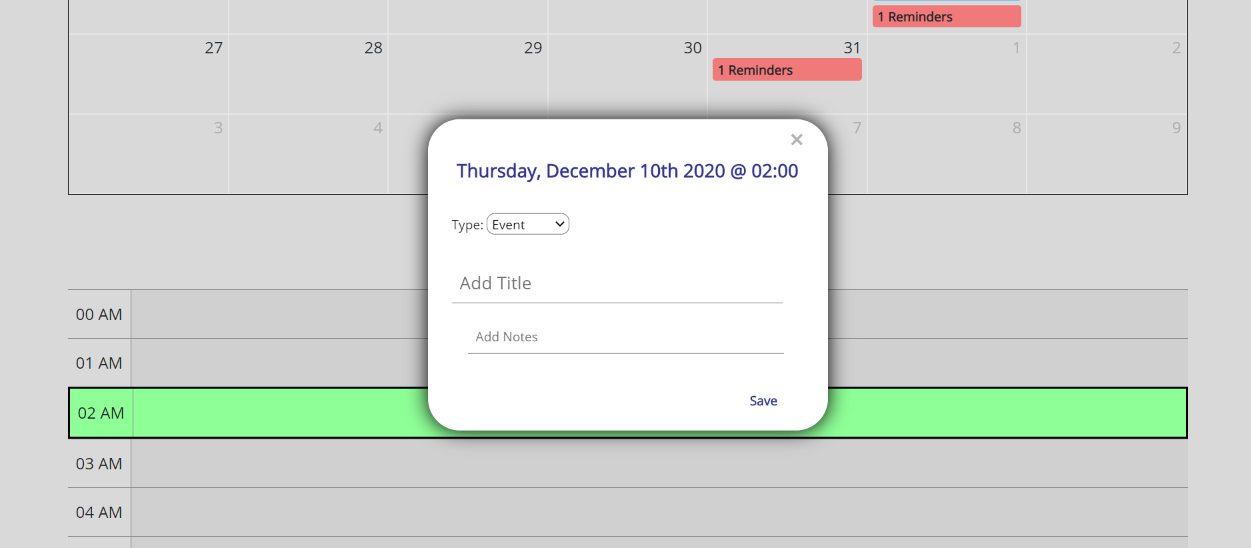 1 Reminders
27 28 29 30 31 1 2
1 Reminders
3 4 7 8 9
×
Thursday, December 10th 2020 @ 02:00
Type: Event
Add Title
Add Notes
Save
00 AM
01 AM
02 AM
03 AM
04 AM